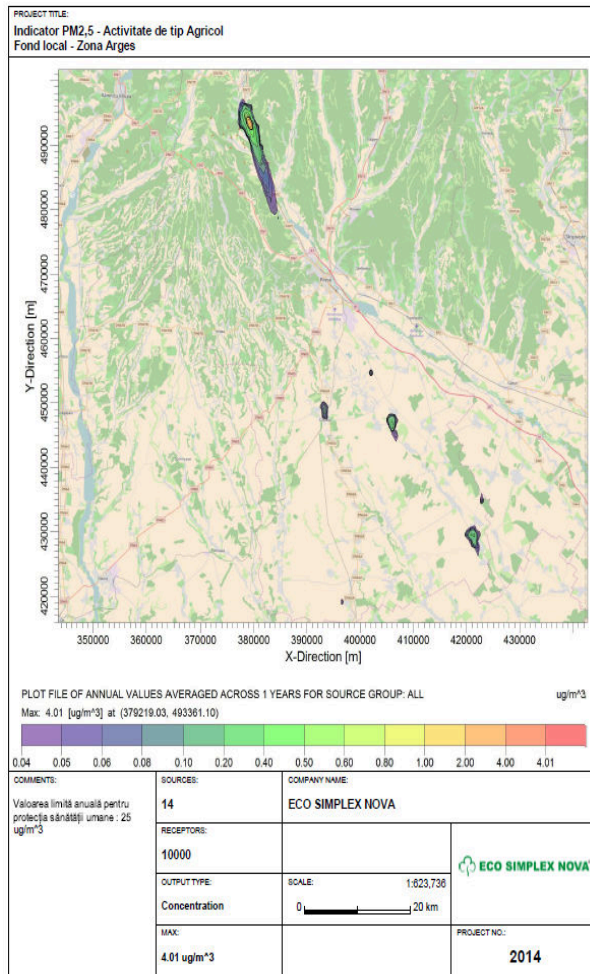 PROJECT TITLE:
Indicator PM2,5 - Activitate de tip Agricol
Fond local - Zona Arges
Y-Direction [m]
490000
480000
470000
460000
450000
440000
430000
420000
350000 360000 370000 380000 390000 400000 410000 420000 430000
X-Direction [m]
PLOT FILE OF ANNUAL VALUES AVERAGED ACROSS 1 YEARS FOR SOURCE GROUP: ALL ug/m^3
Max: 4.01 [ug/m^3] at (379219.03, 493361.10)
0.04 0.05 0.06 0.08 0.10 0.20 0.40 0.50 0.60 0.80 1.00 2.00 4.00 4.01
COMMENTS:
Valoarea limită anuală pentru
protecția sănătății umane : 25
ug/m^3
SOURCES:
14
COMPANY NAME:
ECO SIMPLEX NOVA
RECEPTORS:
10000
OUTPUT TYPE:
Concentration
SCALE: 1:623,736
0 20 km
ECO SIMPLEX NOVA
MAX:
4.01 ug/m^3
PROJECT NO.:
2014